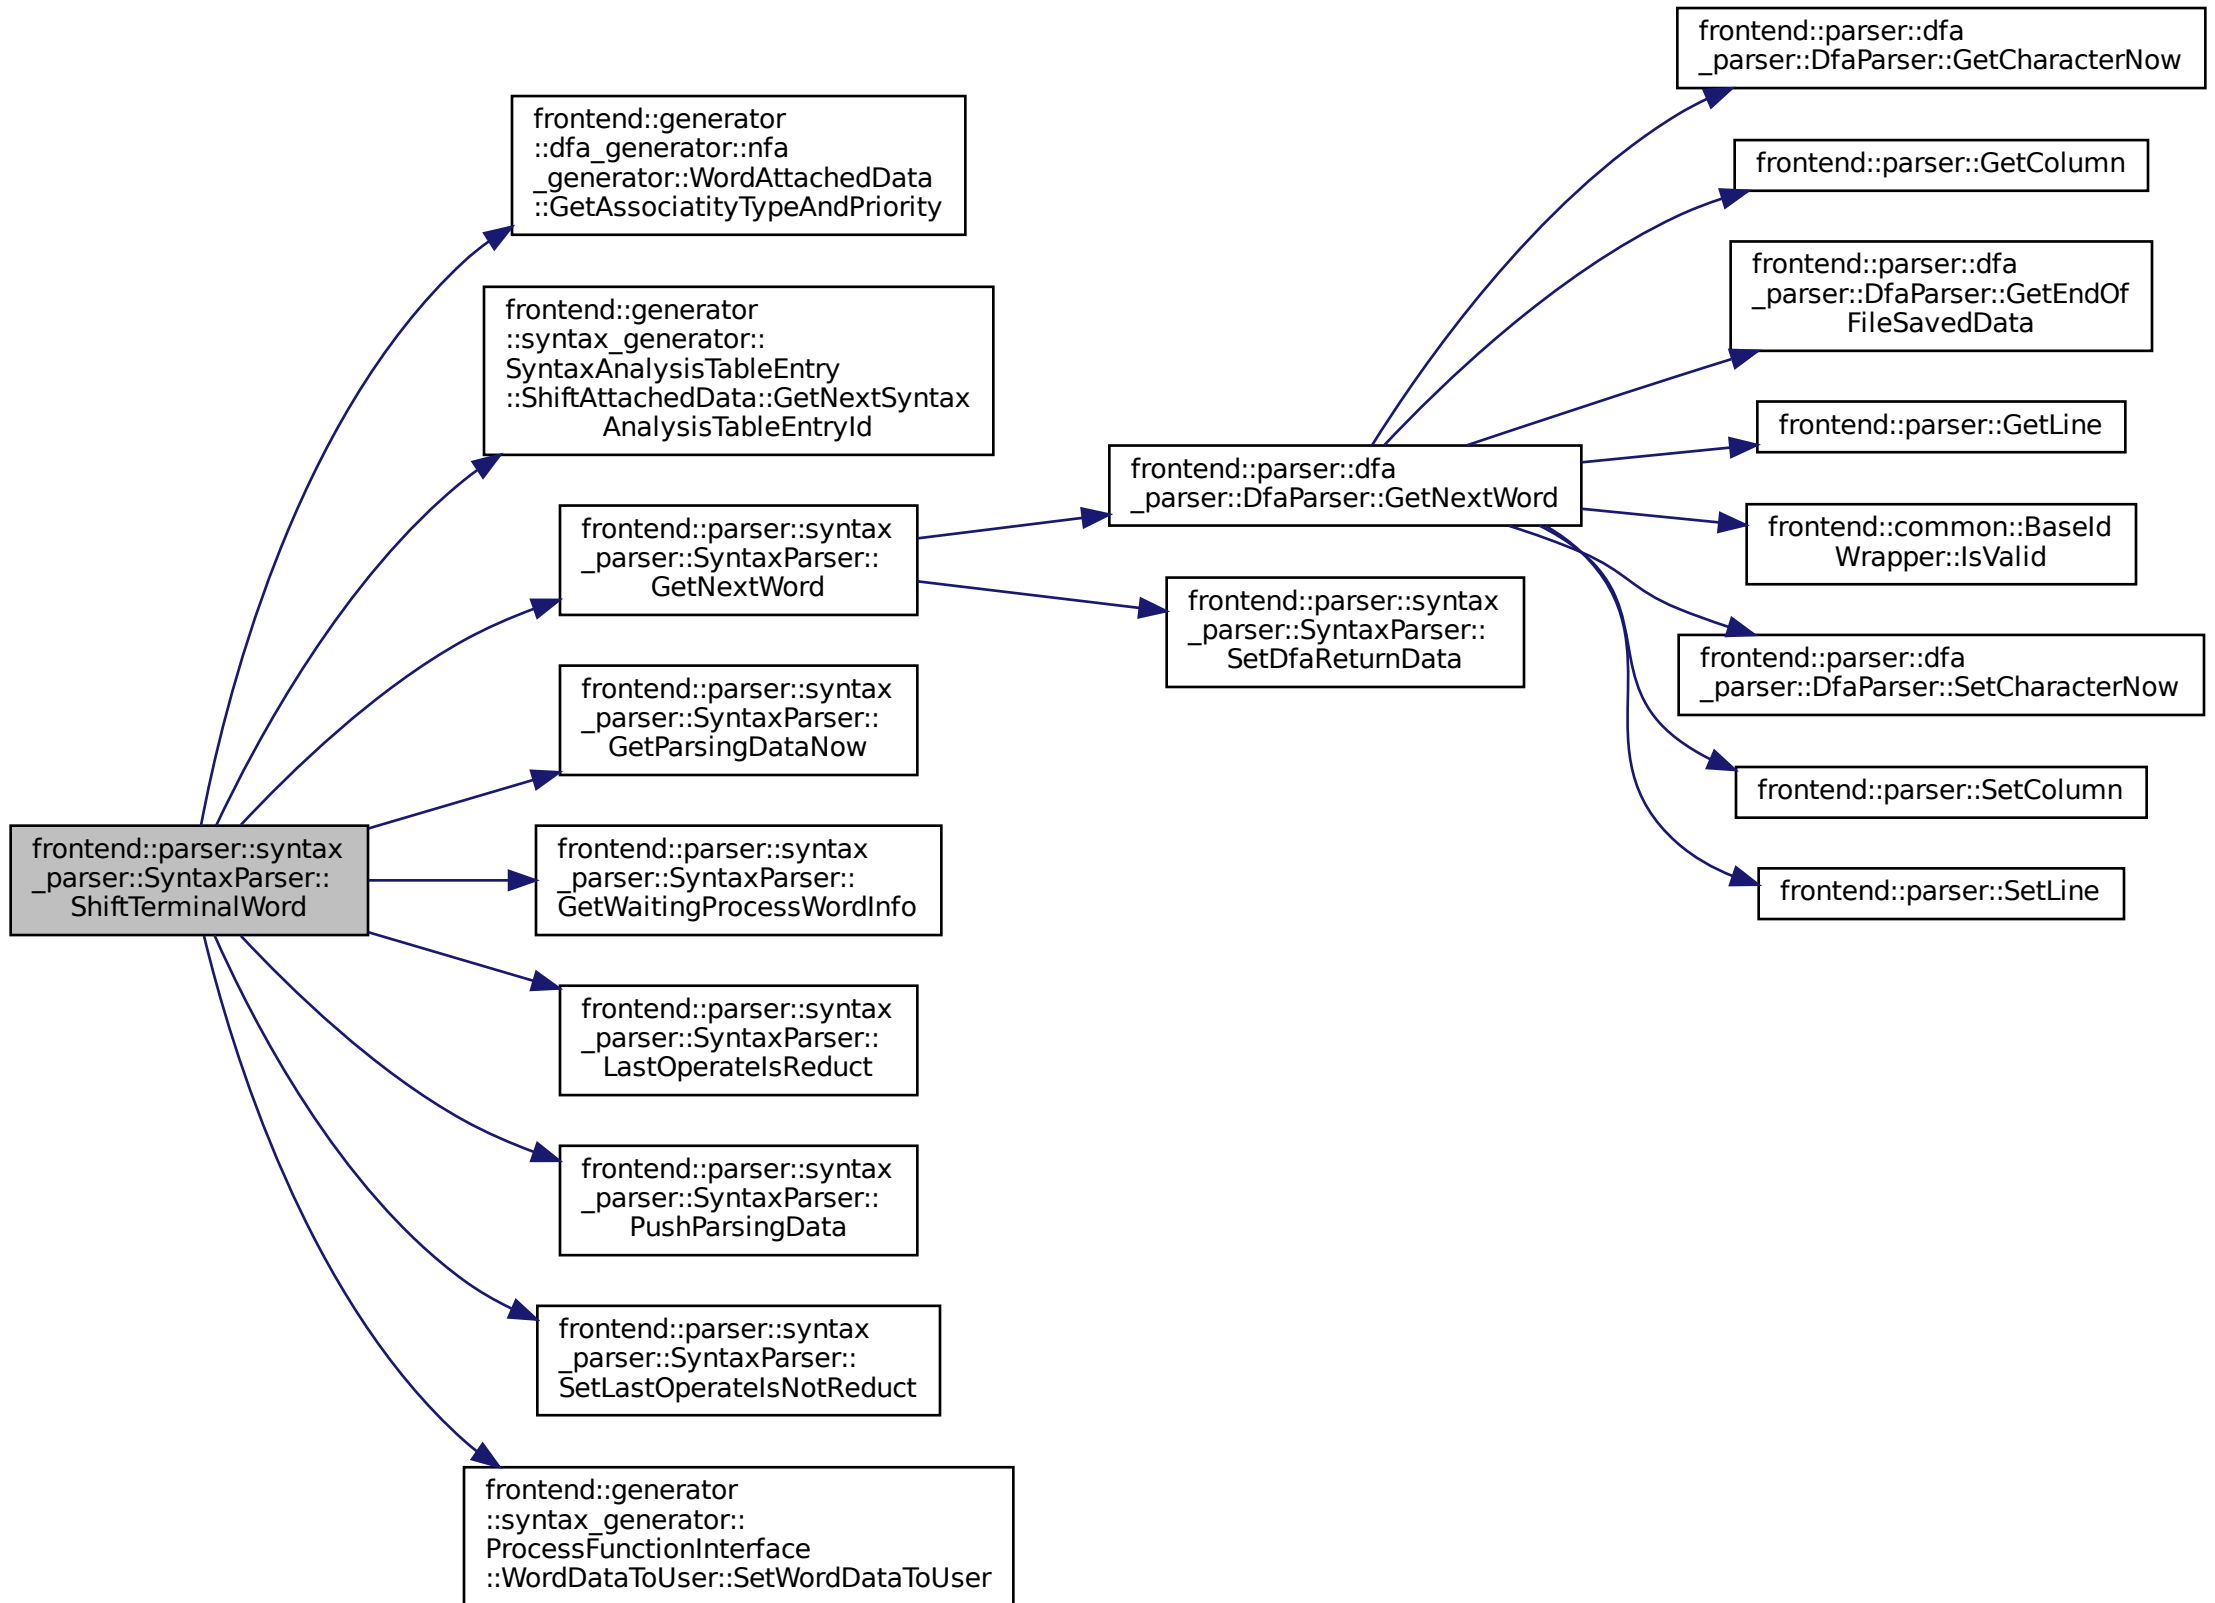 frontend::parser::syntax
_parser::SyntaxParser::
ShiftTerminalWord
frontend::generator
::dfa_generator::nfa
_generator::WordAttachedData
::GetAssociatityTypeAndPriority
frontend::generator
::syntax_generator::
SyntaxAnalysisTableEntry
::ShiftAttachedData::GetNextSyntax
AnalysisTableEntryId
frontend::parser::syntax
_parser::SyntaxParser::
GetNextWord
frontend::parser::syntax
_parser::SyntaxParser::
GetParsingDataNow
frontend::parser::syntax
_parser::SyntaxParser::
GetWaitingProcessWordInfo
frontend::parser::syntax
_parser::SyntaxParser::
LastOperateIsReduct
frontend::parser::syntax
_parser::SyntaxParser::
PushParsingData
frontend::parser::syntax
_parser::SyntaxParser::
SetLastOperateIsNotReduct
frontend::generator
::syntax_generator::
ProcessFunctionInterface
::WordDataToUser::SetWordDataToUser
frontend::parser::dfa
_parser::DfaParser::GetNextWord
frontend::parser::syntax
_parser::SyntaxParser::
SetDfaReturnData
frontend::parser::dfa
_parser::DfaParser::GetCharacterNow
frontend::parser::GetColumn
frontend::parser::dfa
_parser::DfaParser::GetEndOf
FileSavedData
frontend::parser::GetLine
frontend::common::BaseId
Wrapper::IsValid
frontend::parser::dfa
_parser::DfaParser::SetCharacterNow
frontend::parser::SetColumn
frontend::parser::SetLine